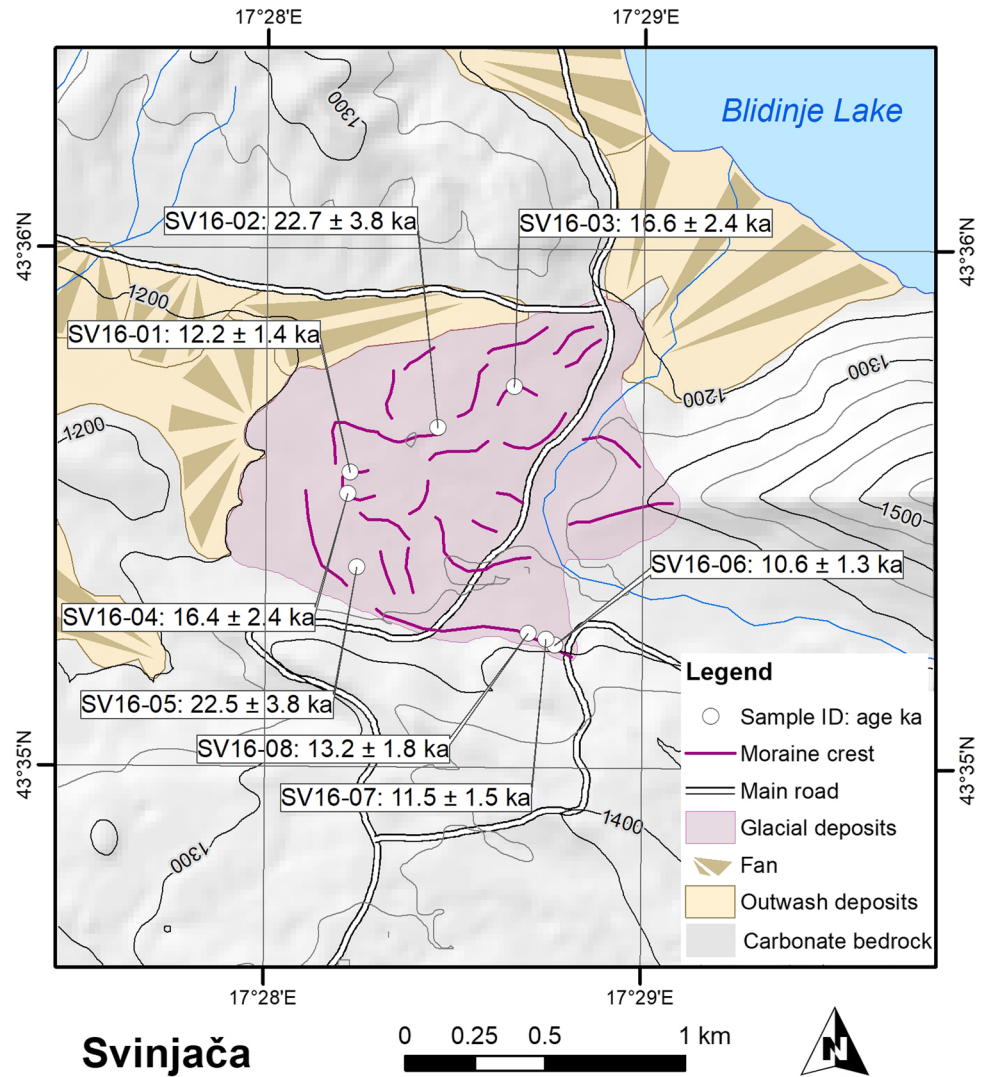 17°28'E
17°29'E
1300
Blidinje Lake
SV16-02: 22.7 ± 3.8 ka
SV16-03: 16.6 ± 2.4 ka
43°36'N
43°36'N
1200
SV16-01: 12.2 ± 1.4 ka
1300
1200
1200
1500
SV16-06: 10.6 ± 1.3 ka
SV16-04: 16.4 ± 2.4 ka
SV16-05: 22.5 ± 3.8 ka
SV16-08: 13.2 ± 1.8 ka
SV16-07: 11.5 ± 1.5 ka
43°35'N
43°35'N
1400
1300
Legend
Sample ID: age ka
Moraine crest
Main road
Glacial deposits
Fan
Outwash deposits
Carbonate bedrock
17°28'E
17°29'E
Svinjača
0 0.25 0.5 1 km
N